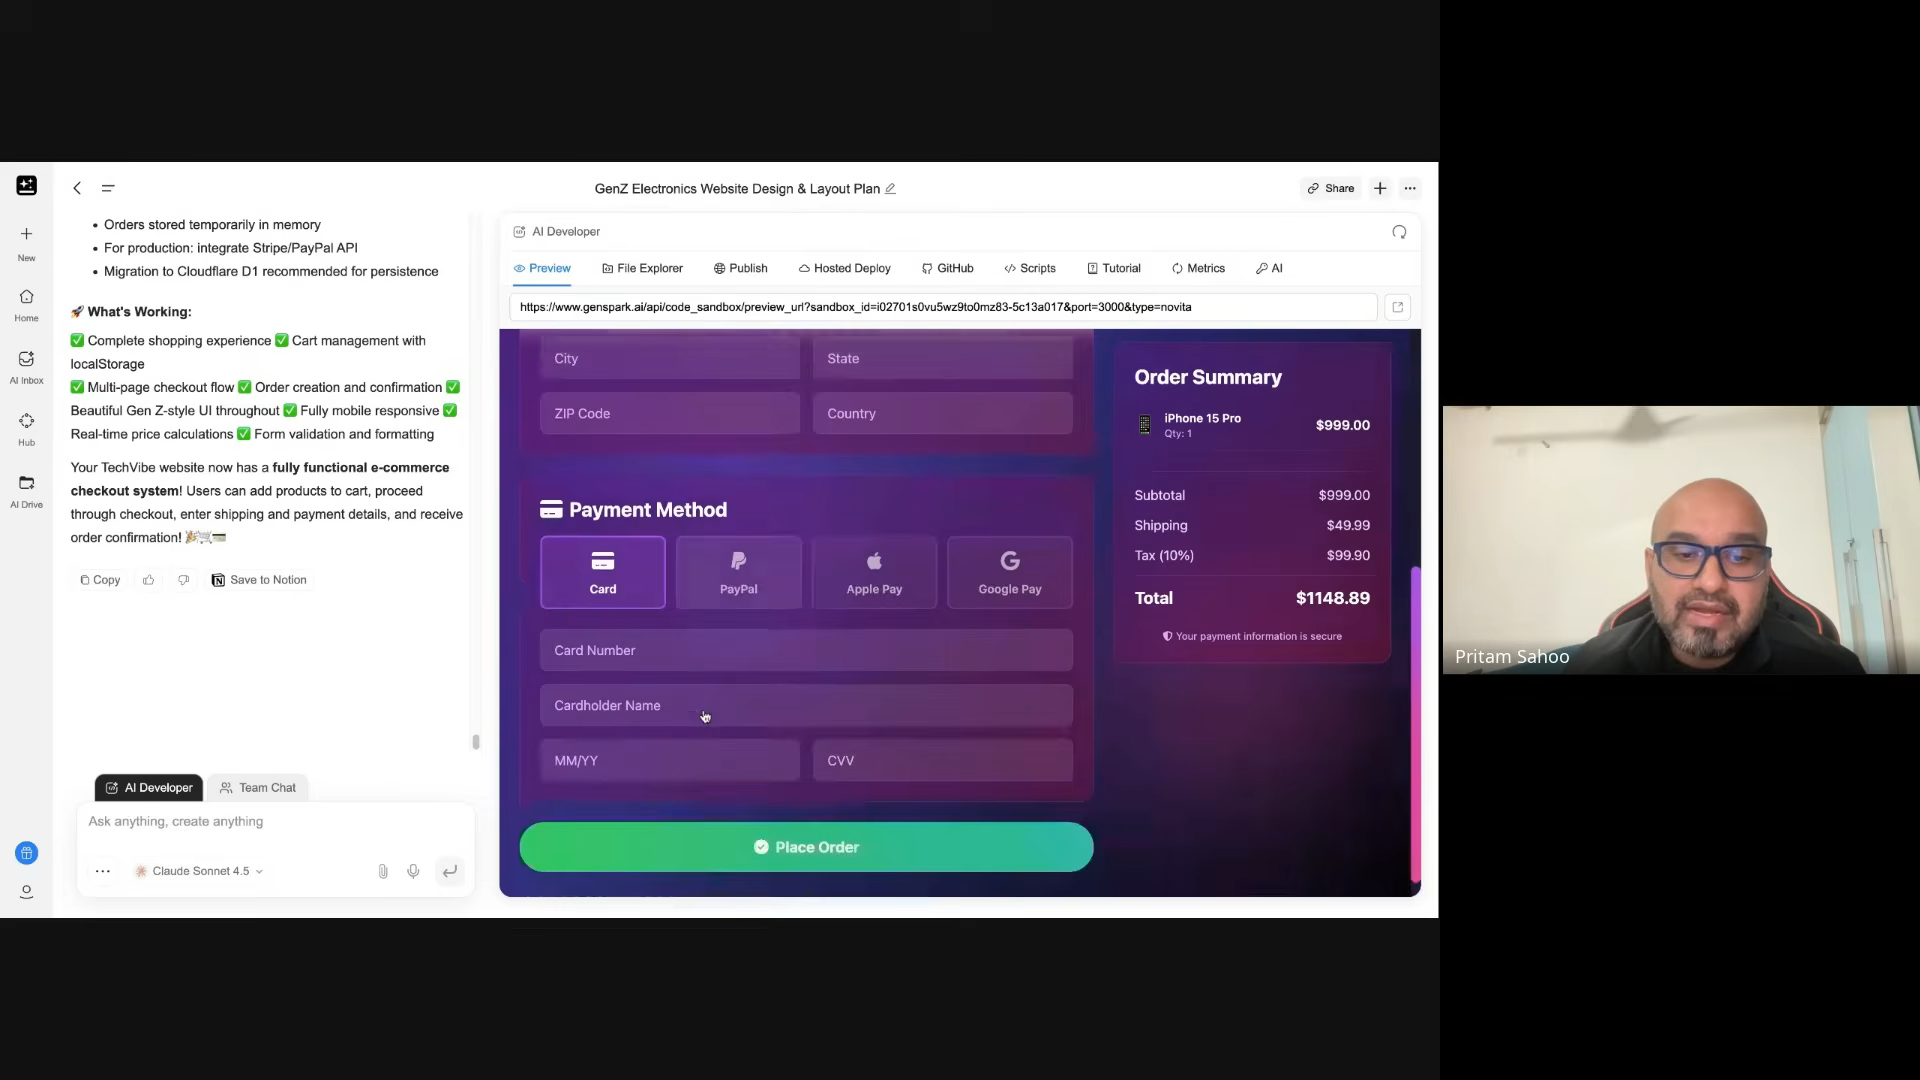 GenZ Electronics Website Design & Layout Plan
Share
New
Home
AI Inbox
Hub
AI Drive
Orders stored temporarily in memory
For production: integrate Stripe/PayPal API
Migration to Cloudflare D1 recommended for persistence
🚀 What's Working:
✅ Complete shopping experience ✅ Cart management with
localStorage
✅ Multi-page checkout flow ✅ Order creation and confirmation ✅
Beautiful Gen Z-style UI throughout ✅ Fully mobile responsive ✅
Real-time price calculations ✅ Form validation and formatting
Your TechVibe website now has a fully functional e-commerce
checkout system! Users can add products to cart, proceed
through checkout, enter shipping and payment details, and receive
order confirmation! 🎉🛒💳
Copy
Save to Notion
AI Developer
Team Chat
Ask anything, create anything
Claude Sonnet 4.5
AI Developer
Preview
File Explorer
Publish
Hosted Deploy
GitHub
Scripts
Tutorial
Metrics
AI
https://www.genspark.ai/api/code_sandbox/preview_url?sandbox_id=i02701s0vu5wz9to0mz83-5c13a017&port=3000&type=novita
City
State
ZIP Code
Country
Payment Method
Card
PayPal
Apple Pay
Google Pay
Card Number
Cardholder Name
MM/YY
CVV
Place Order
Order Summary
iPhone 15 Pro
Qty: 1
$999.00
Subtotal
$999.00
Shipping
$49.99
Tax (10%)
$99.90
Total
$1148.89
Your payment information is secure
Pritam Sahoo